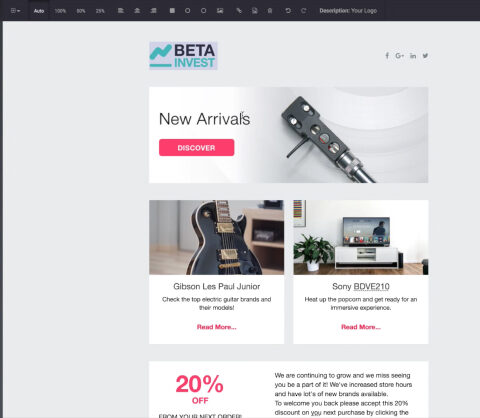 Auto 100% 50% 25% Description: Your Logo
BETA
INVEST
f G+ in
New Arrivals
DISCOVER
Gibson Les Paul Junior
Check the top electric guitar brands and
their models!
Read More...
Sony BDVE210
Heat up the popcorn and get ready for an
immersive experience.
Read More...
20%
OFF
FROM YOUR NEXT ORDER!
We are continuing to grow and we miss seeing
you be a part of it! We've increased store hours
and have lot's of new brands available.
To welcome you back please accept this 20%
discount on you next purchase by clicking the